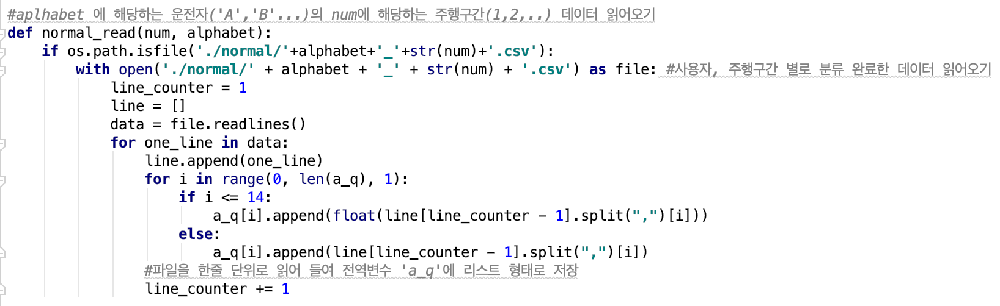 #aplhabet 에 해당하는 운전자('A','B'...)의 num에 해당하는 주행구간(1,2,..) 데이터 읽어오기
def normal_read(num, alphabet):
    if os.path.isfile('./normal/'+alphabet+'_'+str(num)+'.csv'):
        with open('./normal/' + alphabet + '_' + str(num) + '.csv') as file: #사용자, 주행구간 별로 분류 완료한 데이터 읽어오기
            line_counter = 1
            line = []
            data = file.readlines()
            for one_line in data:
                line.append(one_line)
                for i in range(0, len(a_q), 1):
                    if i <= 14:
                        a_q[i].append(float(line[line_counter - 1].split(",")[i]))
                    else:
                        a_q[i].append(line[line_counter - 1].split(",")[i])
                #파일을 한줄 단위로 읽어 들여 전역변수 'a_q'에 리스트 형태로 저장
                line_counter += 1